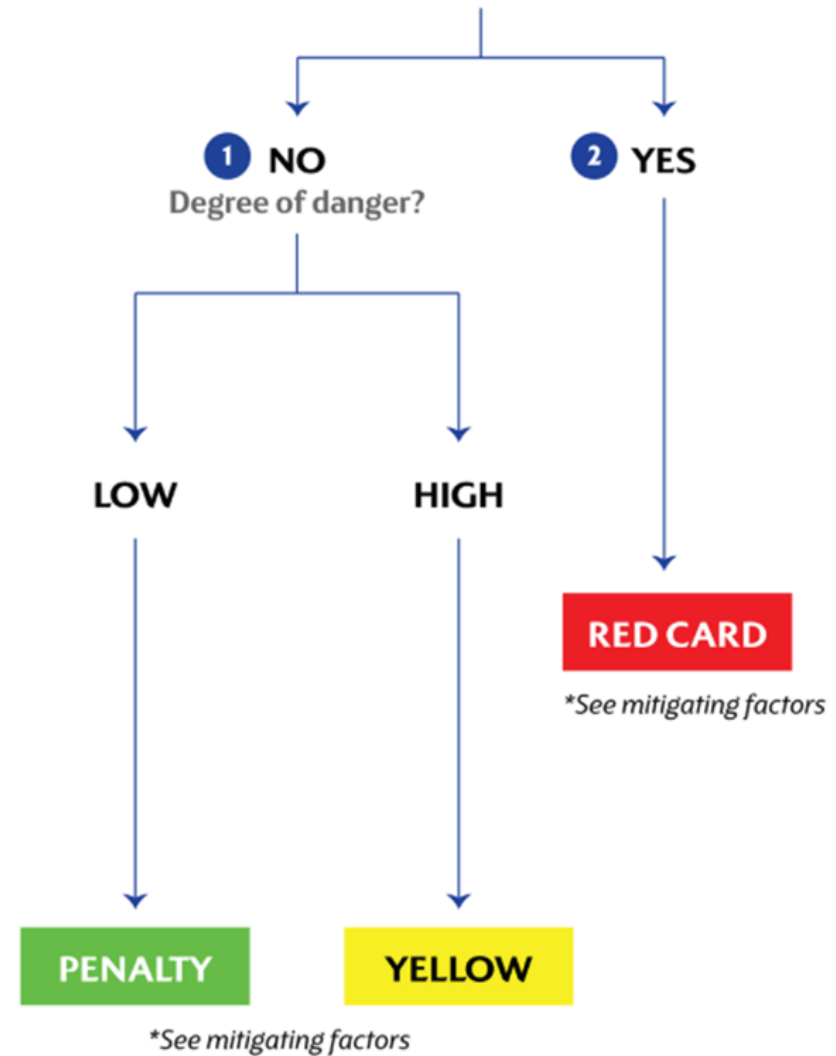 1 NO
Degree of danger?
2 YES
LOW
HIGH
RED CARD
*See mitigating factors
PENALTY
YELLOW
*See mitigating factors